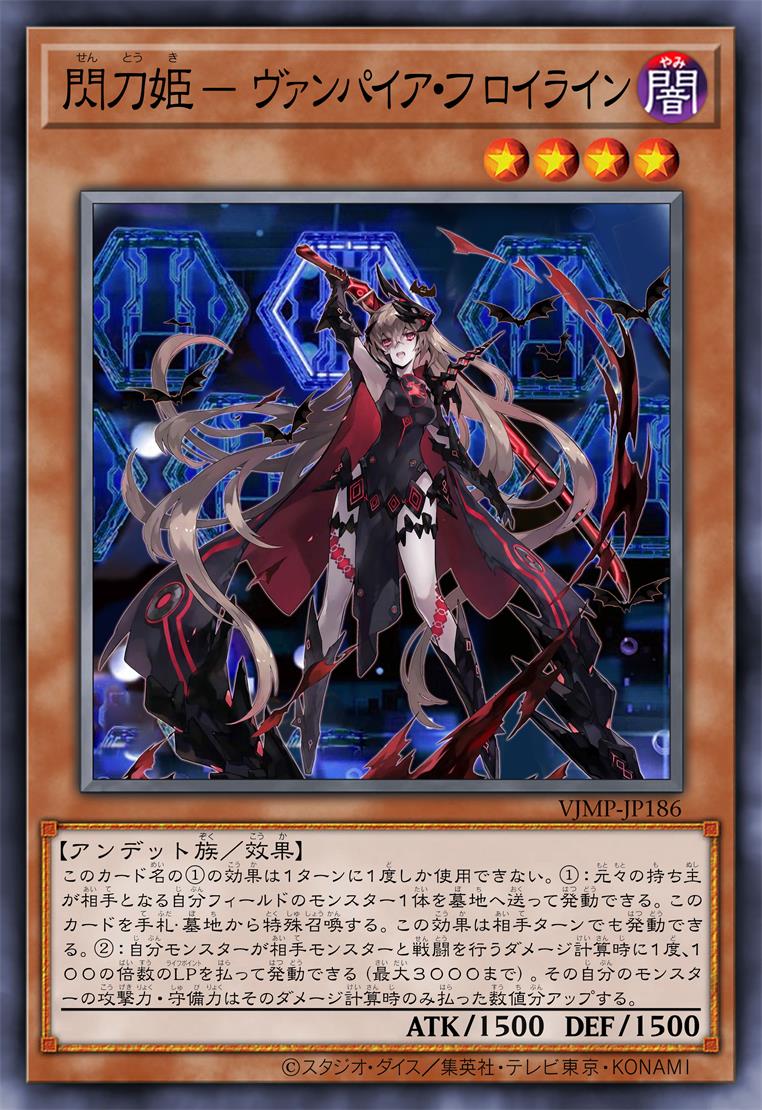 閃刀姫－ヴァンパイア・フロイライン
闇
VJMP-JP186
【アンデット族／効果】
このカード名の①の効果は１ターンに１度しか使用できない。①：元々の持ち主
が相手となる自分フィールドのモンスター１体を墓地へ送って発動できる。この
カードを手札・墓地から特殊召喚する。この効果は相手ターンでも発動でき
る。②：自分モンスターが相手モンスターと戦闘を行うダメージ計算時に１度、１
００の倍数のLPを払って発動できる（最大３０００まで）。その自分のモンスタ
ーの攻撃力・守備力はそのダメージ計算時のみ払った数値分アップする。
ATK/1500 DEF/1500
©スタジオ・ダイス／集英社・テレビ東京・KONAMI